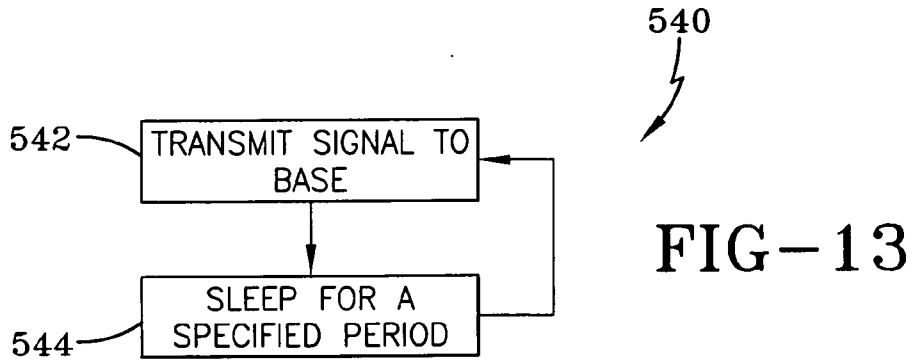 540
542
TRANSMIT SIGNAL TO
BASE
FIG-13
544
SLEEP FOR A
SPECIFIED PERIOD